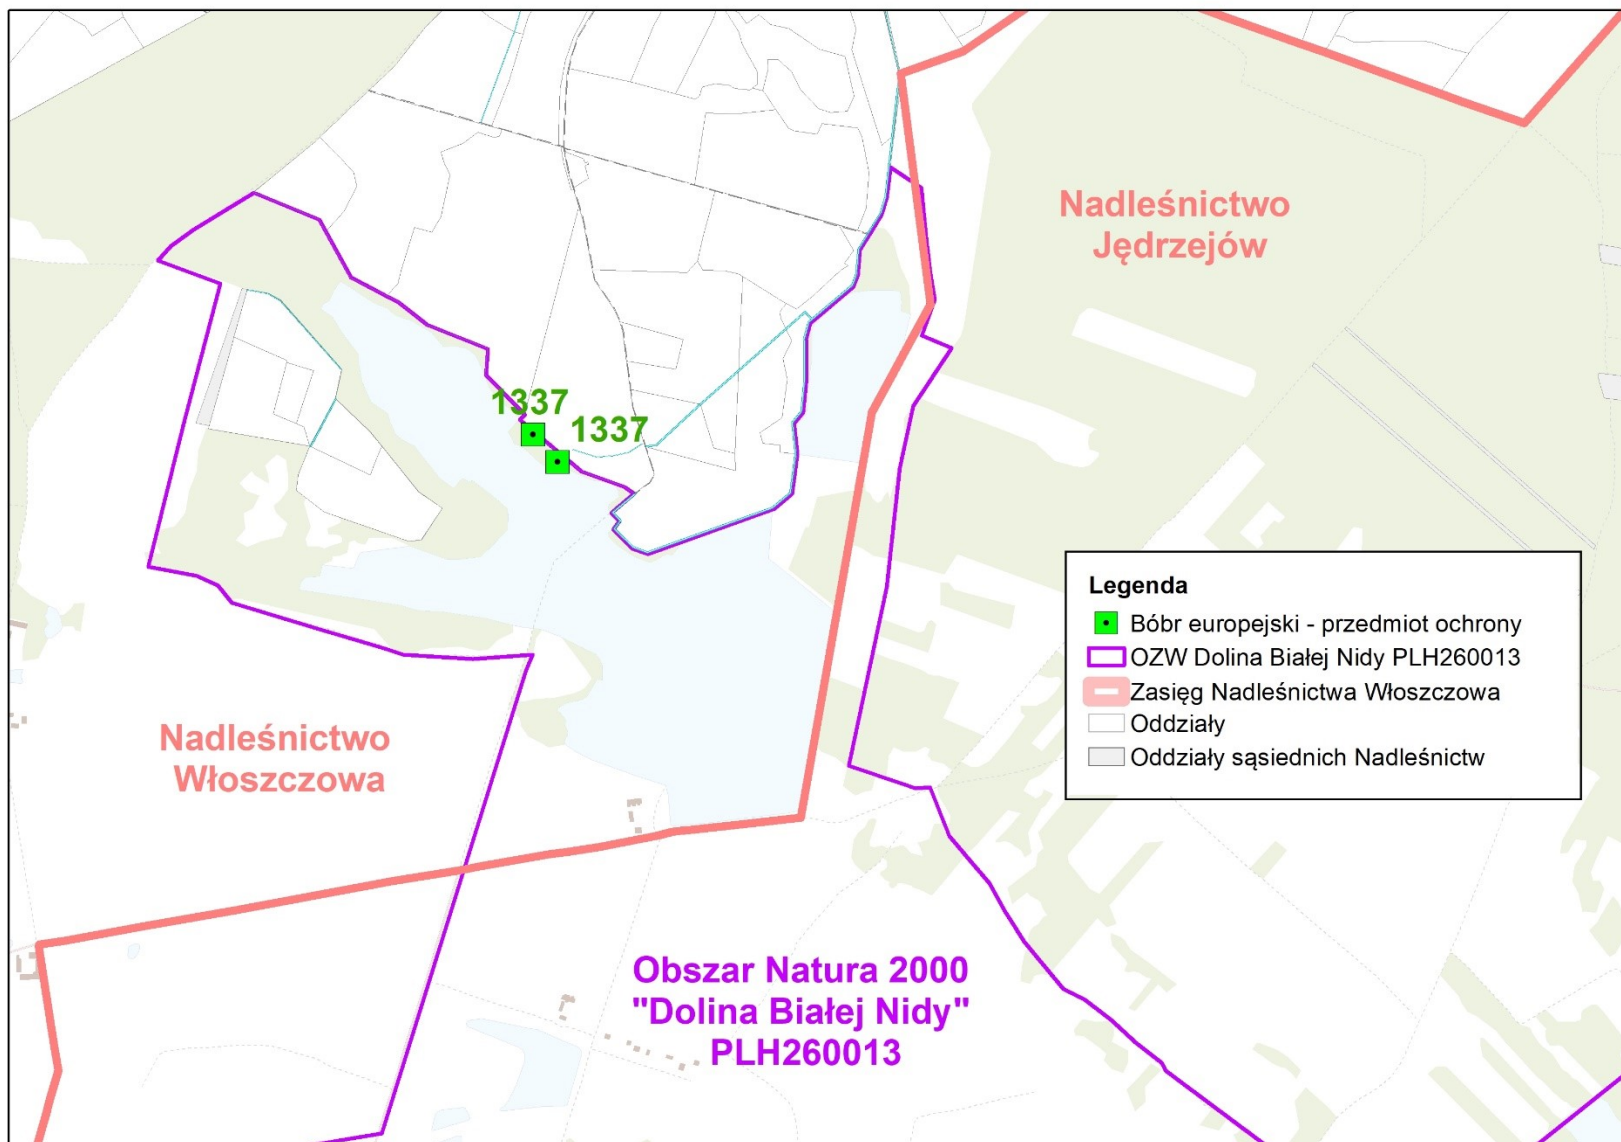 Nadleśnictwo
Jędrzejów
1337
1337
Legenda
Bóbr europejski - przedmiot ochrony
OZW Dolina Białej Nidy PLH260013
Zasięg Nadleśnictwa Włoszczowa
Oddziały
Oddziały sąsiednich Nadleśnictw
Nadleśnictwo
Włoszczowa
Obszar Natura 2000
"Dolina Białej Nidy"
PLH260013